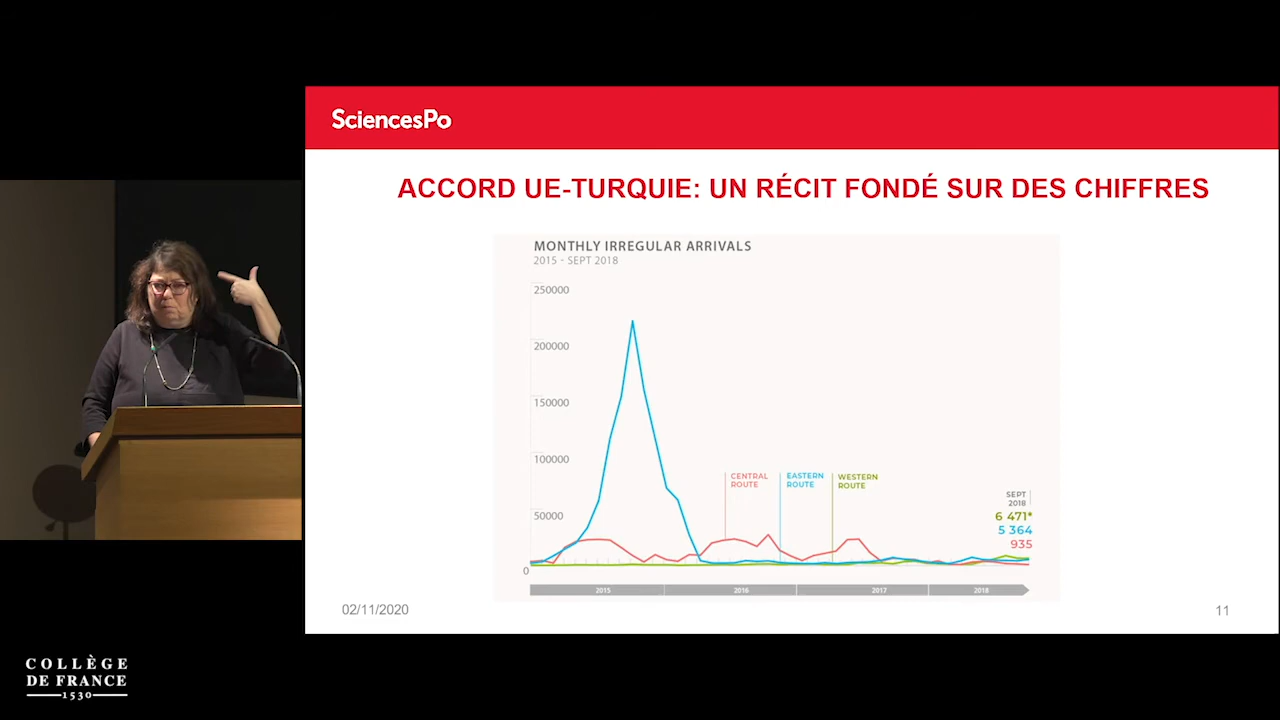 SciencesPo
ACCORD UE-TURQUIE: UN RÉCIT FONDÉ SUR DES CHIFFRES
MONTHLY IRREGULAR ARRIVALS
2015 - SEPT 2018
250000
200000
150000
100000
50000
0
CENTRAL
ROUTE
EASTERN
ROUTE
WESTERN
ROUTE
SEPT
2018
6 471*
5 364
935
2015
2016
2017
2018
02/11/2020
11
COLLÈGE
DE FRANCE
1530